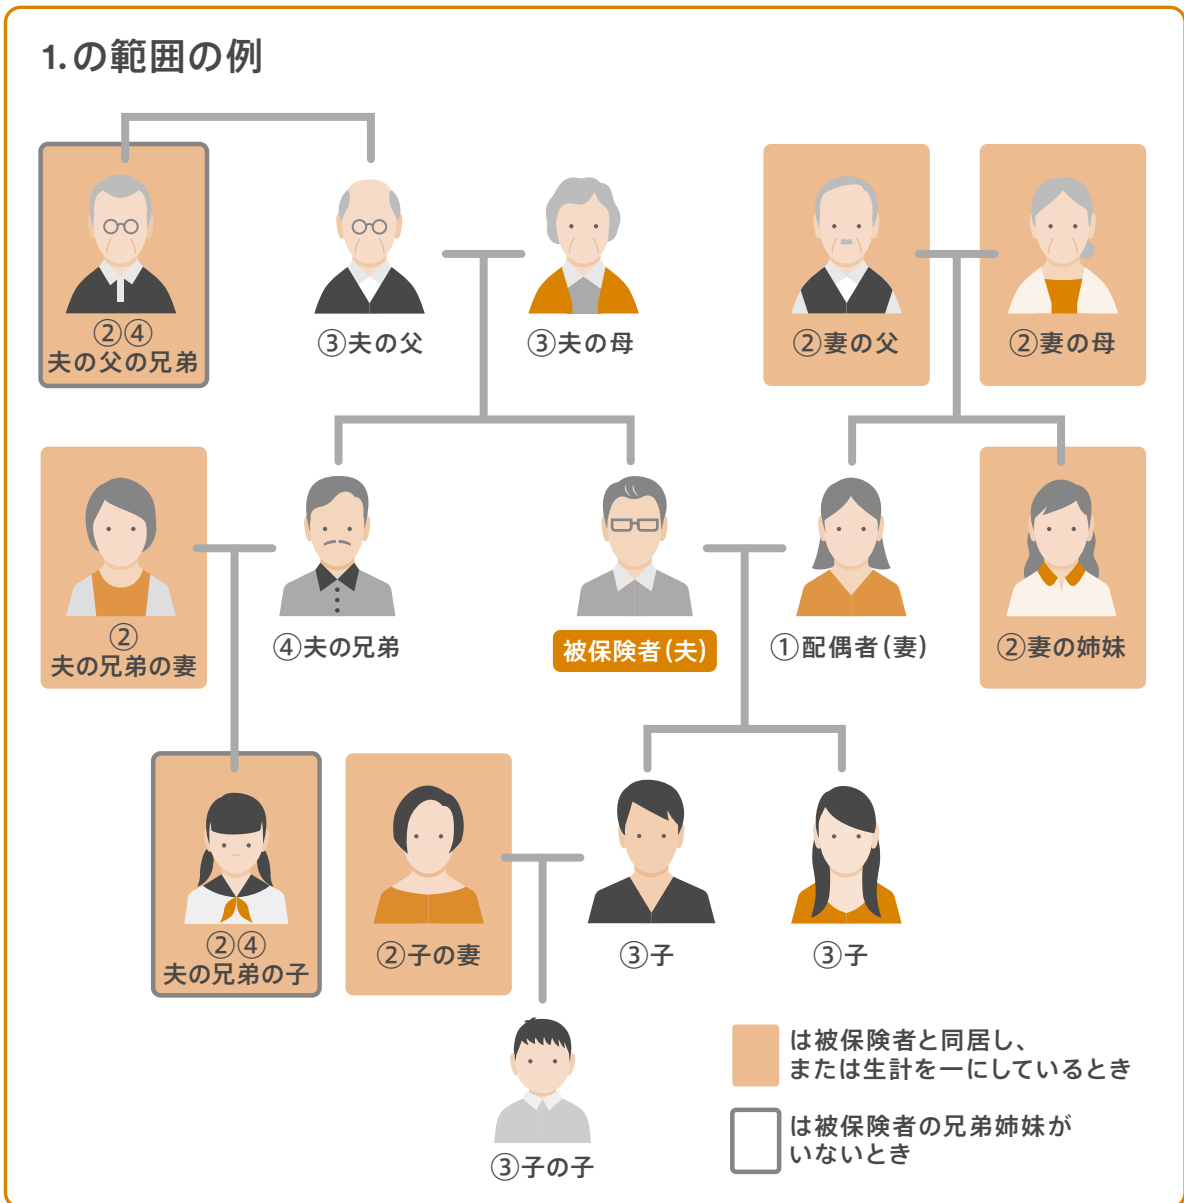 1.の範囲の例
②④
夫の父の兄弟
③夫の父
③夫の母
②妻の父
②妻の母
②
夫の兄弟の妻
④夫の兄弟
被保険者(夫)
①配偶者(妻)
②妻の姉妹
②④
夫の兄弟の子
②子の妻
③子
③子
③子の子
は被保険者と同居し、
または生計を一にしているとき
は被保険者の兄弟姉妹が
いないとき